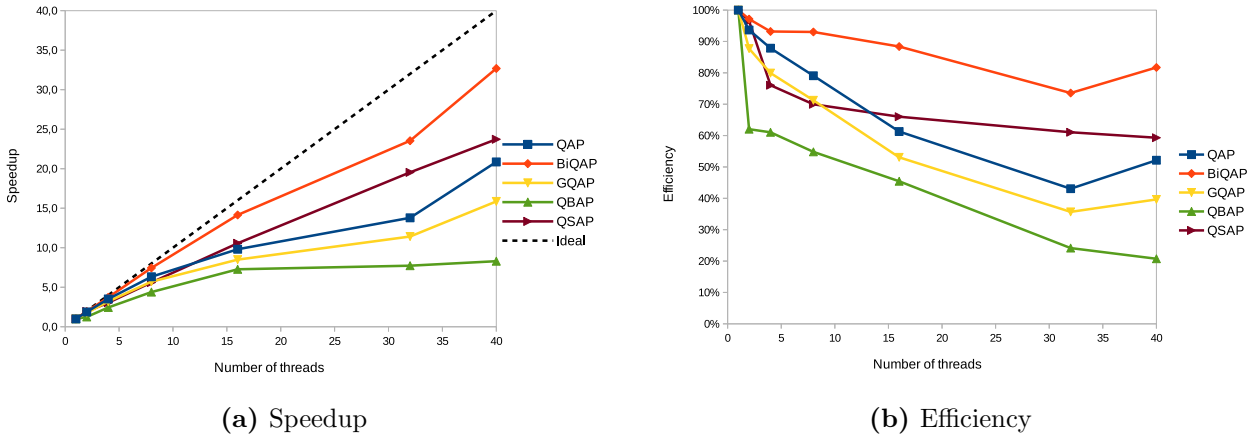 40,0
35,0
30,0
25,0
20,0
15,0
10,0
5,0
0,0
Speedup
0 5 10 15 20 25 30 35 40
Number of threads
QAP
BiQAP
GQAP
QBAP
QSAP
Ideal
(a) Speedup
100%
90%
80%
70%
60%
50%
40%
30%
20%
10%
0%
Efficiency
0 5 10 15 20 25 30 35 40
Number of threads
QAP
BiQAP
GQAP
QBAP
QSAP
(b) Efficiency